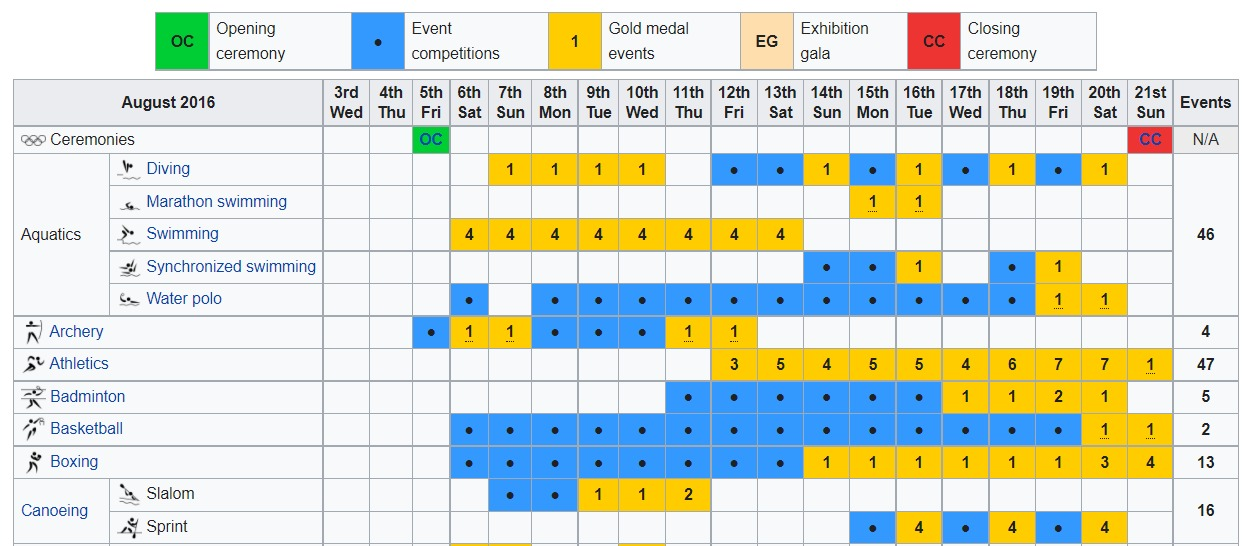 OC Opening ceremony ● Event competitions 1 Gold medal events EG Exhibition gala CC Closing ceremony
August 2016 3rd Wed 4th Thu 5th Fri 6th Sat 7th Sun 8th Mon 9th Tue 10th Wed 11th Thu 12th Fri 13th Sat 14th Sun 15th Mon 16th Tue 17th Wed 18th Thu 19th Fri 20th Sat 21st Sun Events
Ceremonies OC CC N/A
Aquatics Diving 1 1 1 1 ● ● 1 ● 1 ● 1 ● 1 46
Marathon swimming 1 1
Swimming 4 4 4 4 4 4 4 4
Synchronized swimming ● ● 1 ● 1
Water polo ● ● ● ● ● ● ● ● ● ● ● ● 1 1
Archery ● 1 1 ● ● ● 1 1 4
Athletics 3 5 4 5 5 4 6 7 7 1 47
Badminton ● ● ● ● ● ● 1 1 2 1 5
Basketball ● ● ● ● ● ● ● ● ● ● ● ● ● ● 1 1 2
Boxing ● ● ● ● ● ● ● ● 1 1 1 1 1 1 3 4 13
Canoeing Slalom ● ● 1 1 2 16
Sprint ● 4 ● 4 ● 4